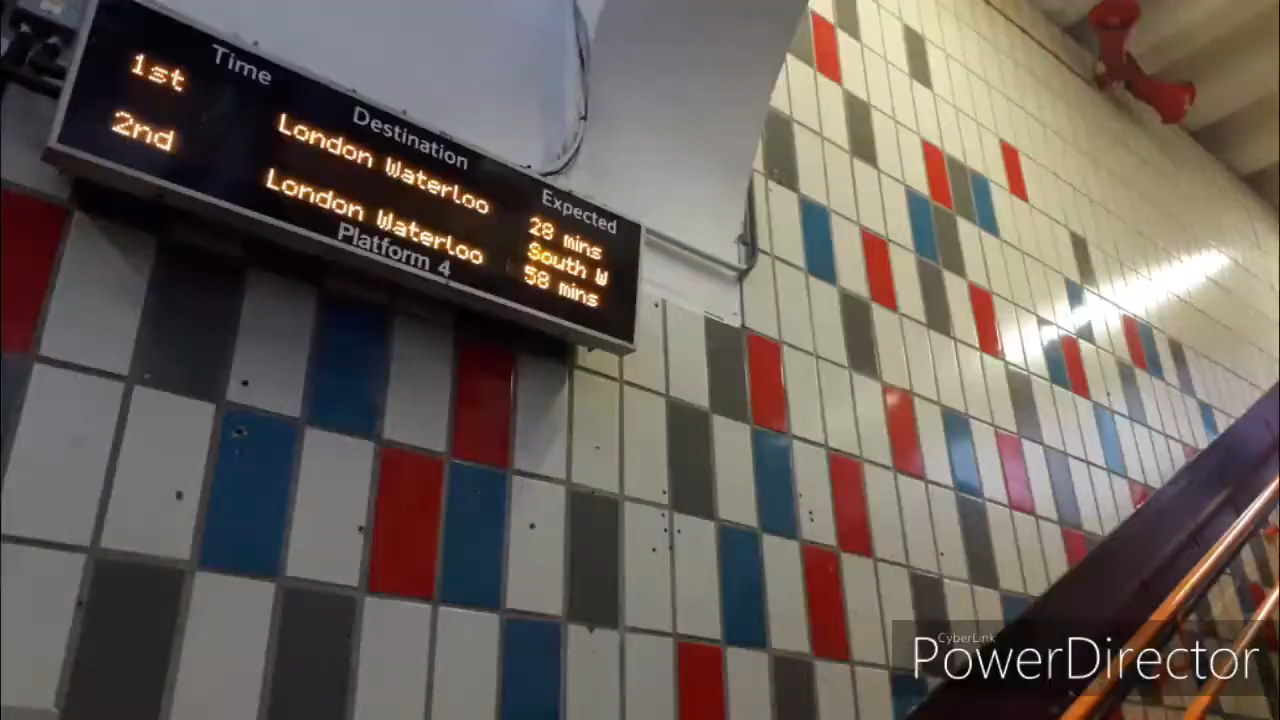 Time Destination Expected
1st London Waterloo 28 mins
South W
2nd London Waterloo 58 mins
Platform 4
CyberLink
PowerDirector